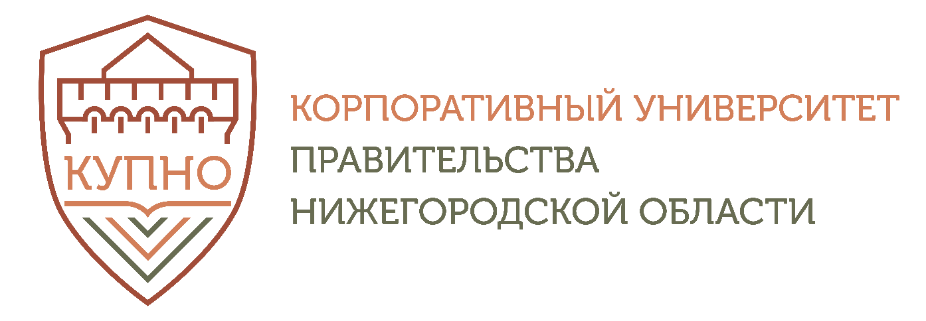 КУПНО
КОРПОРАТИВНЫЙ УНИВЕРСИТЕТ
ПРАВИТЕЛЬСТВА
НИЖЕГОРОДСКОЙ ОБЛАСТИ